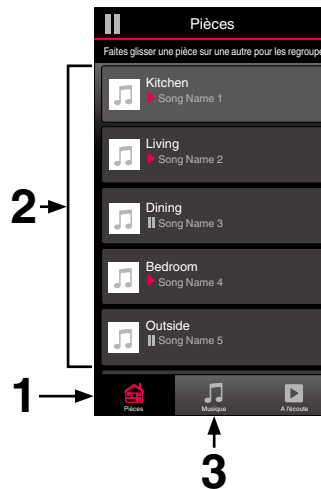 Pièces
Faites glisser une pièce sur une autre pour les regroupe
Kitchen
Song Name 1
Living
Song Name 2
2
Dining
Song Name 3
Bedroom
Song Name 4
Outside
Song Name 5
1
Pièces
Musique
A l'écoute
3